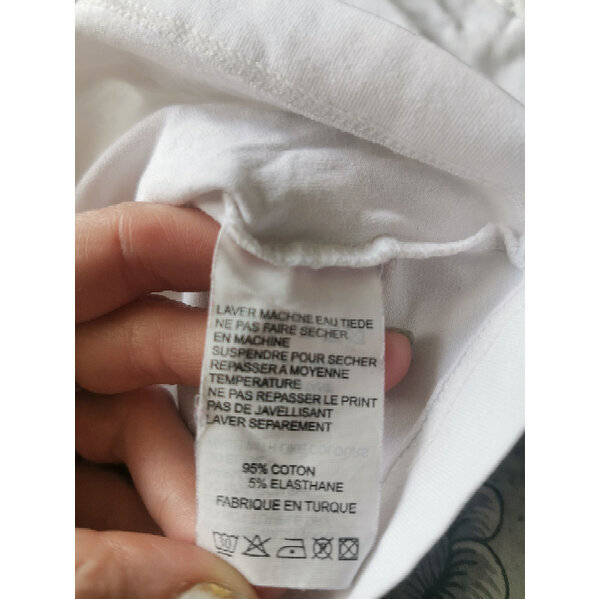 LAVER MACHINE EAU TIEDE
NE PAS FAIRE SECHER
EN MACHINE
SUSPENDRE POUR SECHER
REPASSER A MOYENNE
TEMPERATURE
NE PAS REPASSER LE PRINT
PAS DE JAVELLISANT
LAVER SEPAREMENT
95% COTON
5% ELASTHANE
FABRIQUE EN TURQUE
30